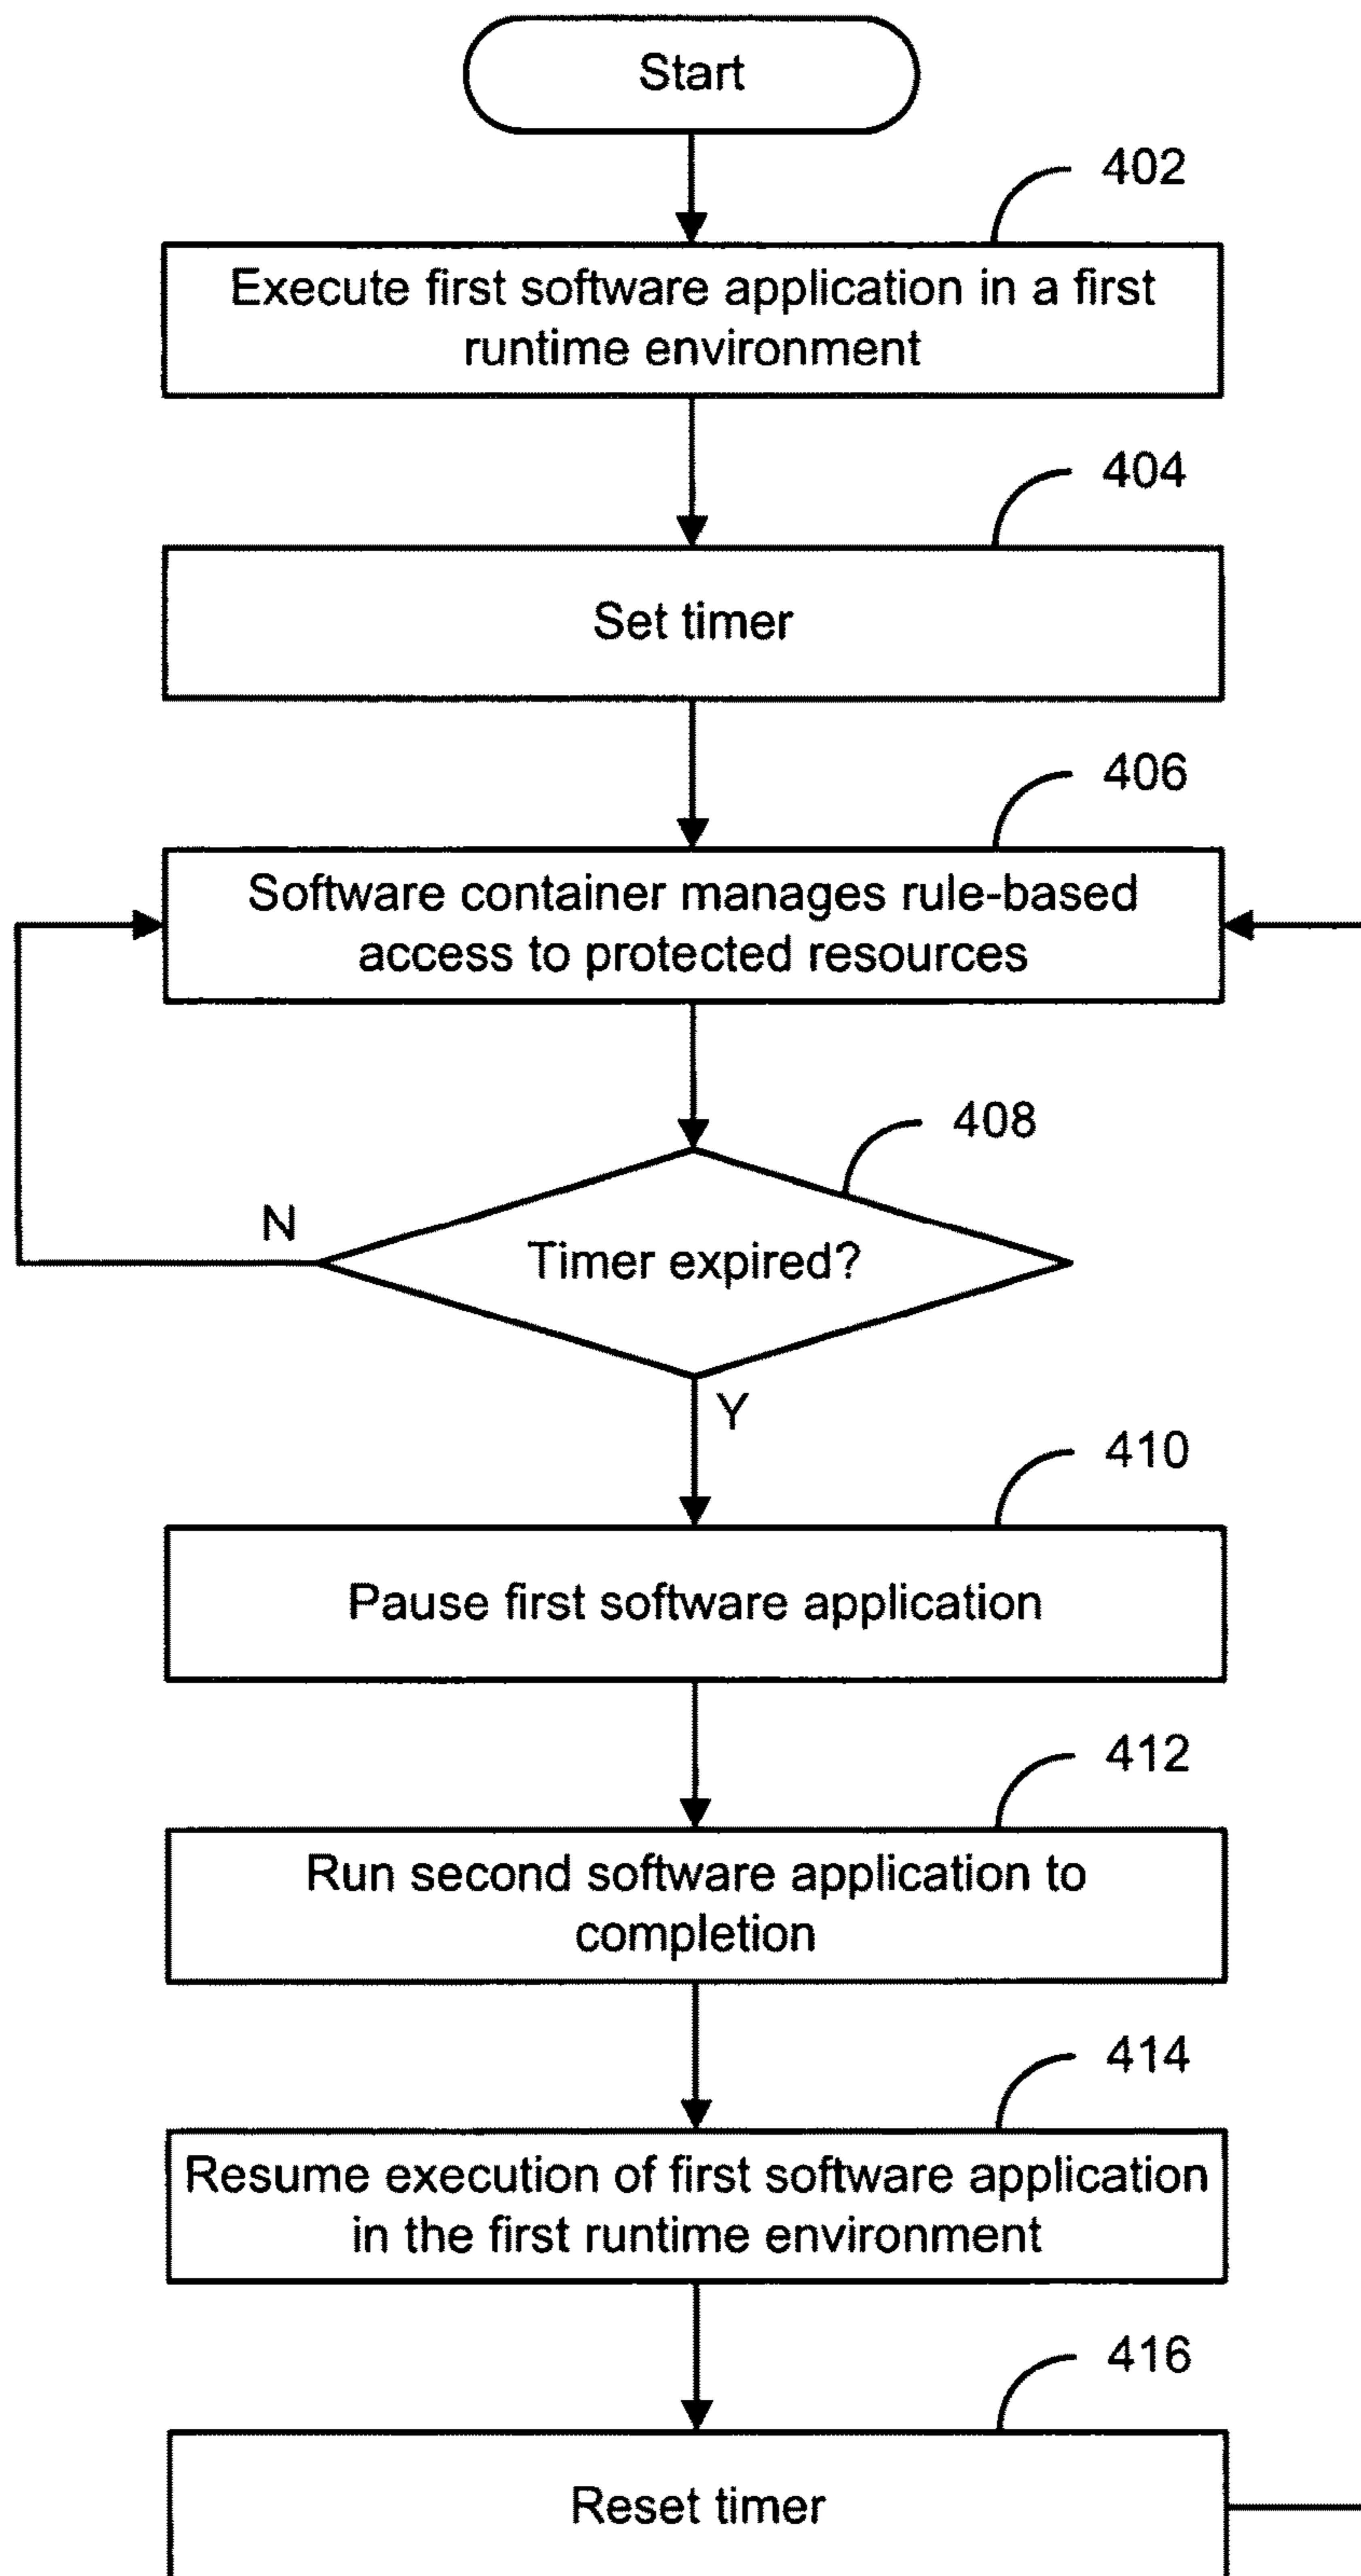 Start
402
Execute first software application in a first
runtime environment
404
Set timer
406
Software container manages rule-based
access to protected resources
408
N
Timer expired?
Y
410
Pause first software application
412
Run second software application to
completion
414
Resume execution of first software application
in the first runtime environment
416
Reset timer